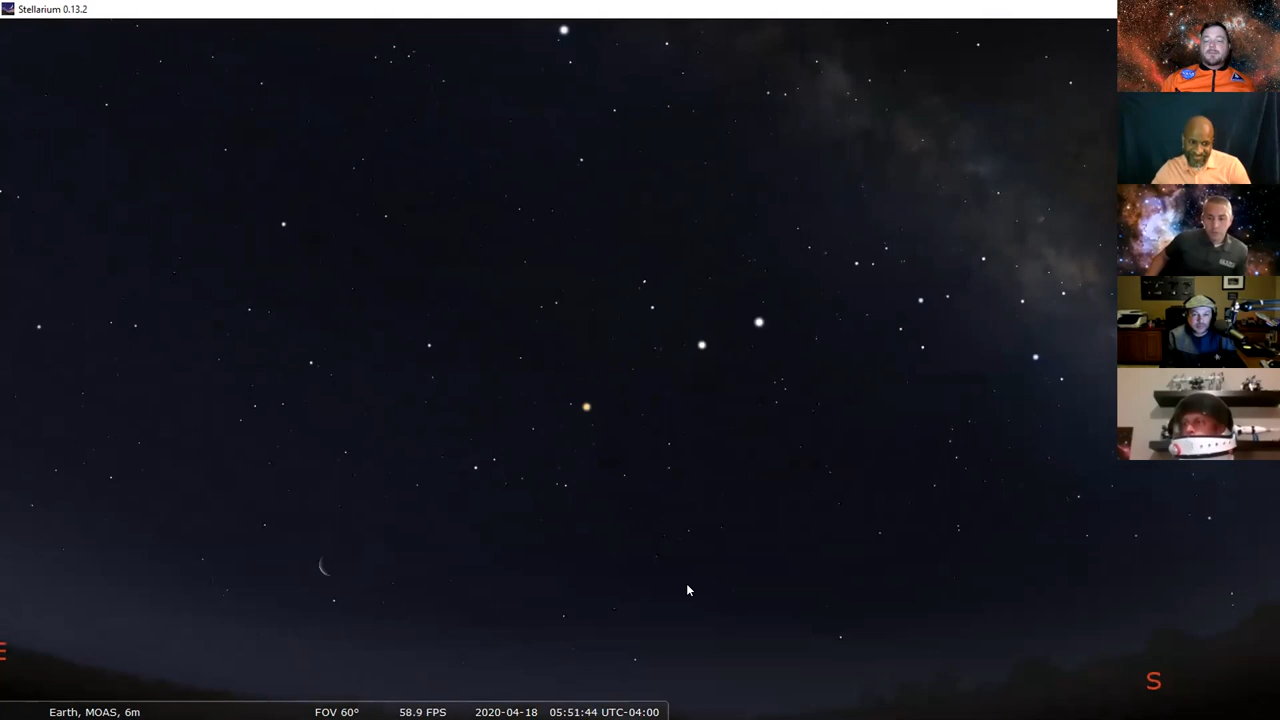 Stellarium 0.13.2
E
S
Earth, MOAS, 6m FOV 60° 58.9 FPS 2020-04-18 05:51:44 UTC-04:00